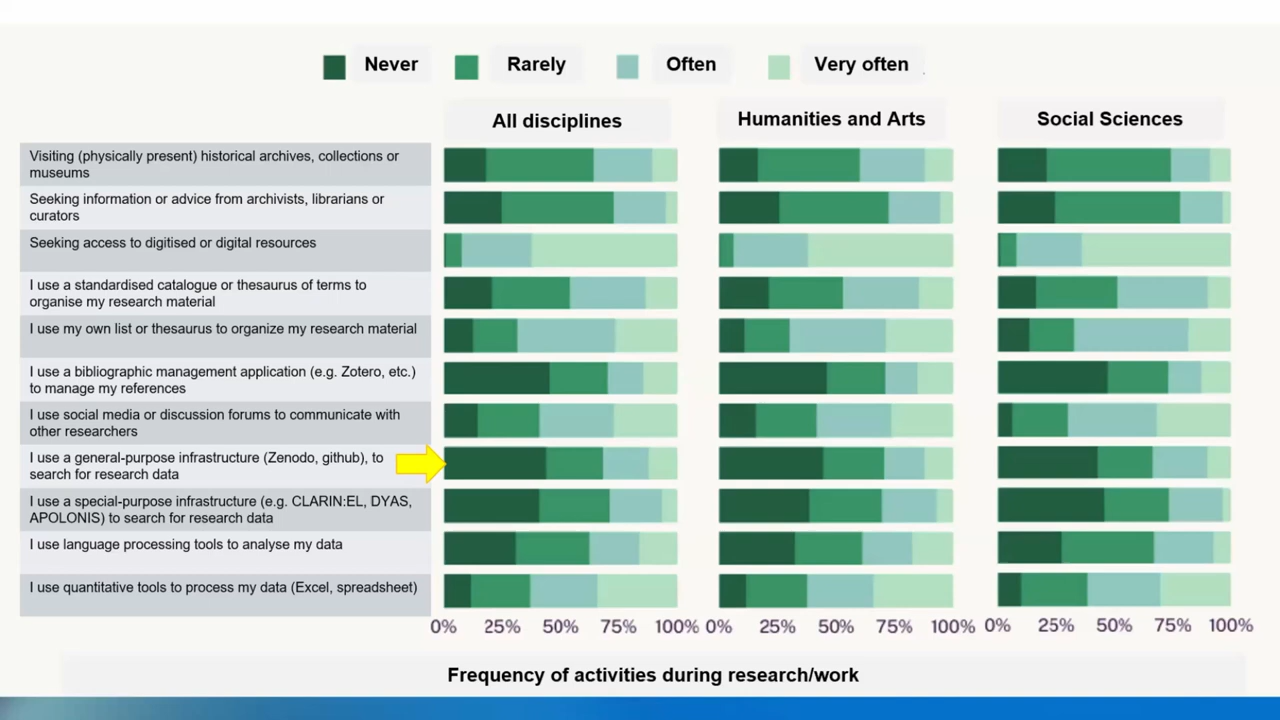 Never Rarely Often Very often
All disciplines Humanities and Arts Social Sciences
Visiting (physically present) historical archives, collections or
museums
Seeking information or advice from archivists, librarians or
curators
Seeking access to digitised or digital resources
I use a standardised catalogue or thesaurus of terms to
organise my research material
I use my own list or thesaurus to organize my research material
I use a bibliographic management application (e.g. Zotero, etc.)
to manage my references
I use social media or discussion forums to communicate with
other researchers
I use a general-purpose infrastructure (Zenodo, github), to
search for research data
I use a special-purpose infrastructure (e.g. CLARIN:EL, DYAS,
APOLONIS) to search for research data
I use language processing tools to analyse my data
I use quantitative tools to process my data (Excel, spreadsheet)
0% 25% 50% 75% 100% 0% 25% 50% 75% 100% 0% 25% 50% 75% 100%
Frequency of activities during research/work